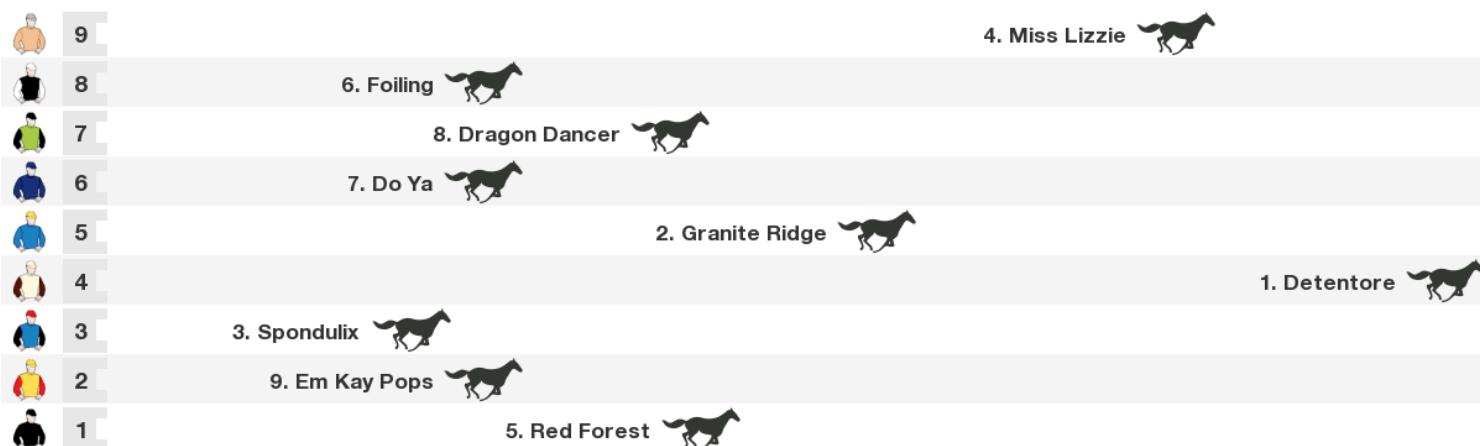 9 4. Miss Lizzie
8 6. Foiling
7 8. Dragon Dancer
6 7. Do Ya
5 2. Granite Ridge
4 1. Detentore
3 3. Spondulix
2 9. Em Kay Pops
1 5. Red Forest